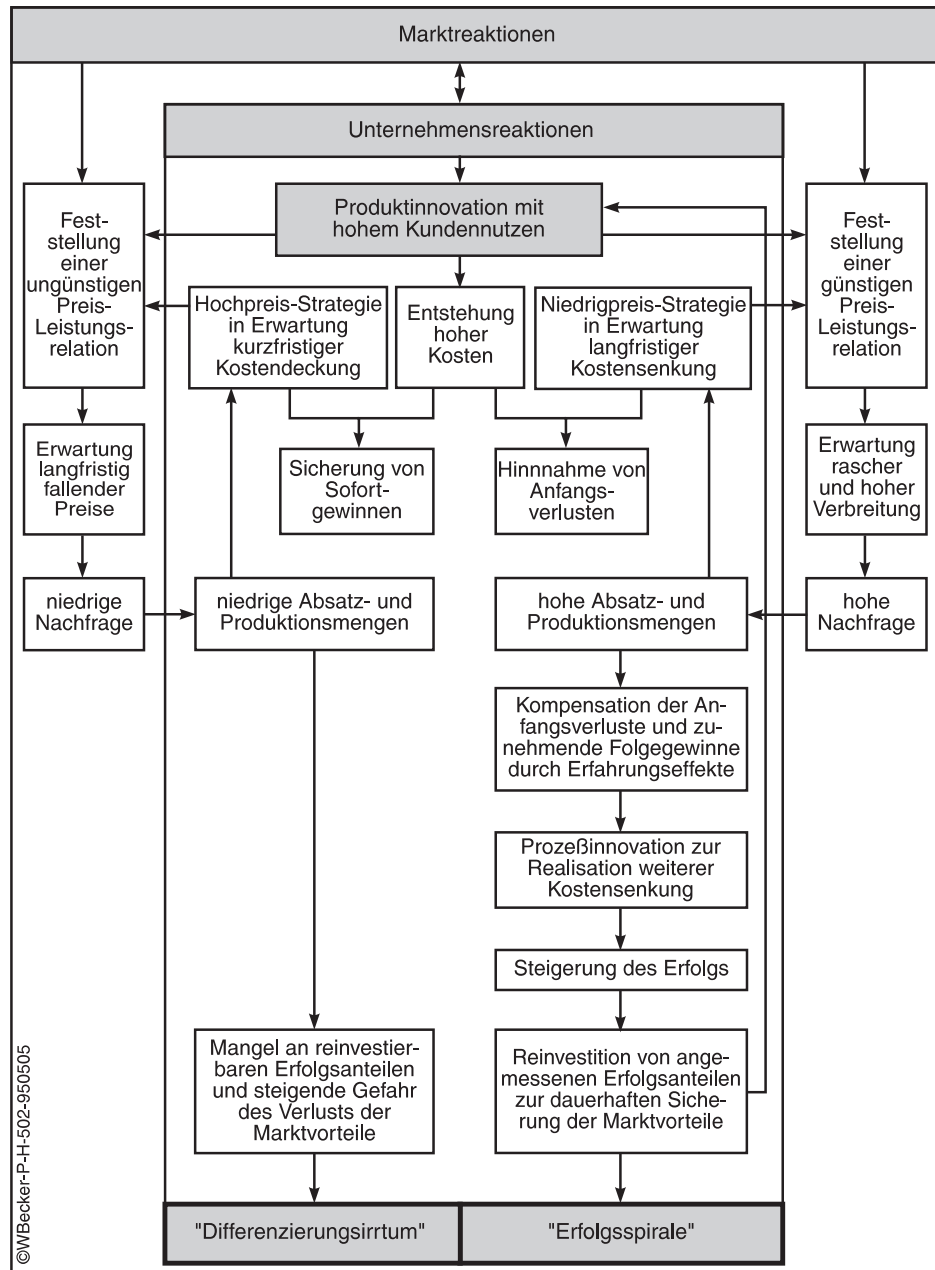 Marktreaktionen
Unternehmensreaktionen
Produktinnovation mit
hohem Kundennutzen
Fest-
stellung
einer
ungünstigen
Preis-
Leistungs-
relation
Hochpreis-Strategie
in Erwartung
kurzfristiger
Kostendeckung
Entstehung
hoher
Kosten
Niedrigpreis-Strategie
in Erwartung
langfristiger
Kostensenkung
Fest-
stellung
einer
günstigen
Preis-
Leistungs-
relation
Erwartung
langfristig
fallender
Preise
Sicherung von
Sofort-
gewinnen
Hinnnahme von
Anfangs-
verlusten
Erwartung
rascher
und hoher
Verbreitung
niedrige
Nachfrage
niedrige Absatz- und
Produktionsmengen
hohe Absatz- und
Produktionsmengen
hohe
Nachfrage
Kompensation der An-
fangsverluste und zu-
nehmende Folgegewinne
durch Erfahrungseffekte
Prozeßinnovation zur
Realisation weiterer
Kostensenkung
Steigerung des Erfolgs
Mangel an reinvestier-
baren Erfolgsanteilen
und steigende Gefahr
des Verlusts der
Marktvorteile
Reinvestition von ange-
messenen Erfolgsanteilen
zur dauerhaften Siche-
rung der Marktvorteile
"Differenzierungsirrtum"
"Erfolgsspirale"
©WBecker-P-H-502-950505